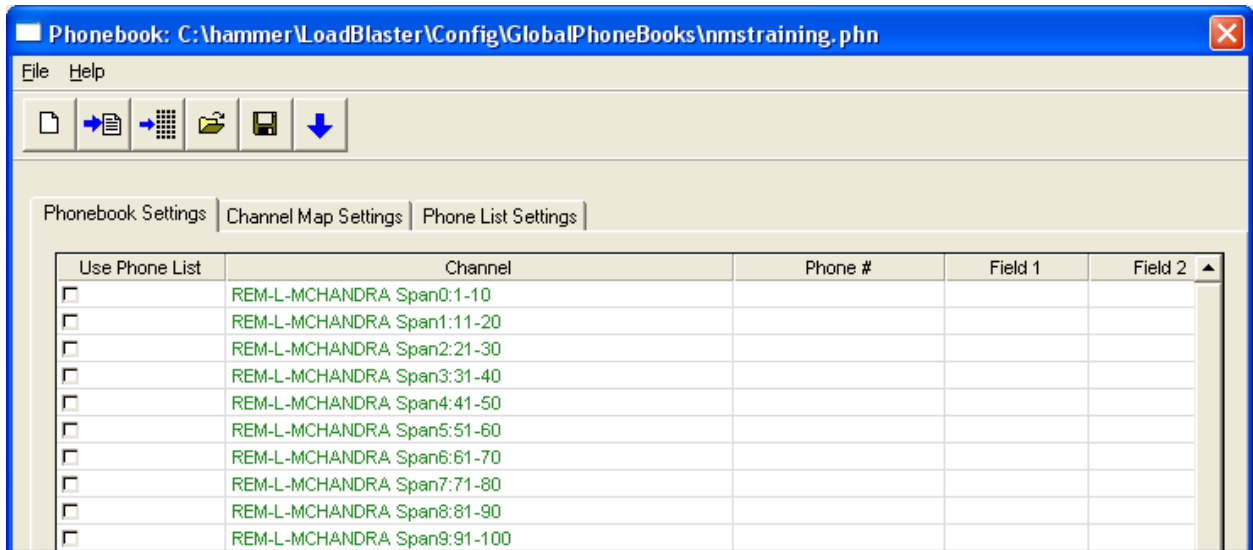 Phonebook: C:\hammer\LoadBlaster\Config\GlobalPhoneBooks\nmstraining.phn
File Help
Phonebook Settings Channel Map Settings Phone List Settings
Use Phone List Channel Phone # Field 1 Field 2
REM-L-MCHANDRA Span0:1-10
REM-L-MCHANDRA Span1:11-20
REM-L-MCHANDRA Span2:21-30
REM-L-MCHANDRA Span3:31-40
REM-L-MCHANDRA Span4:41-50
REM-L-MCHANDRA Span5:51-60
REM-L-MCHANDRA Span6:61-70
REM-L-MCHANDRA Span7:71-80
REM-L-MCHANDRA Span8:81-90
REM-L-MCHANDRA Span9:91-100